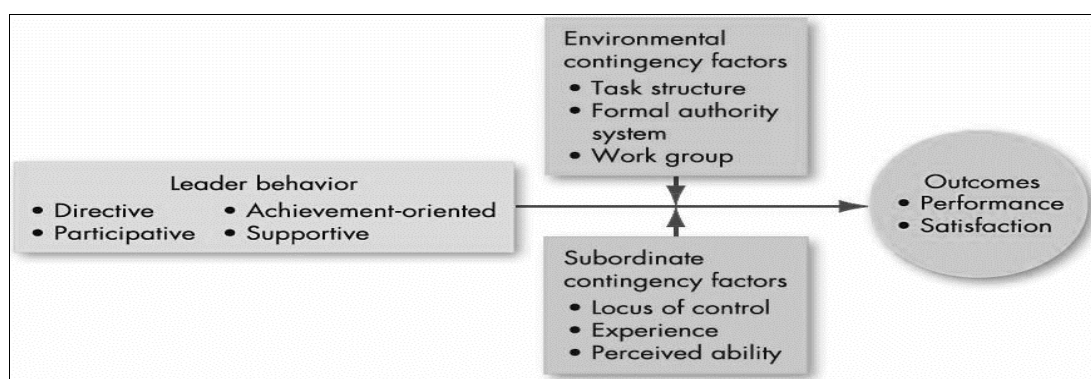 Environmental
contingency factors
• Task structure
• Formal authority
system
• Work group
Leader behavior
• Directive • Achievement-oriented
• Participative • Supportive
Outcomes
• Performance
• Satisfaction
Subordinate
contingency factors
• Locus of control
• Experience
• Perceived ability